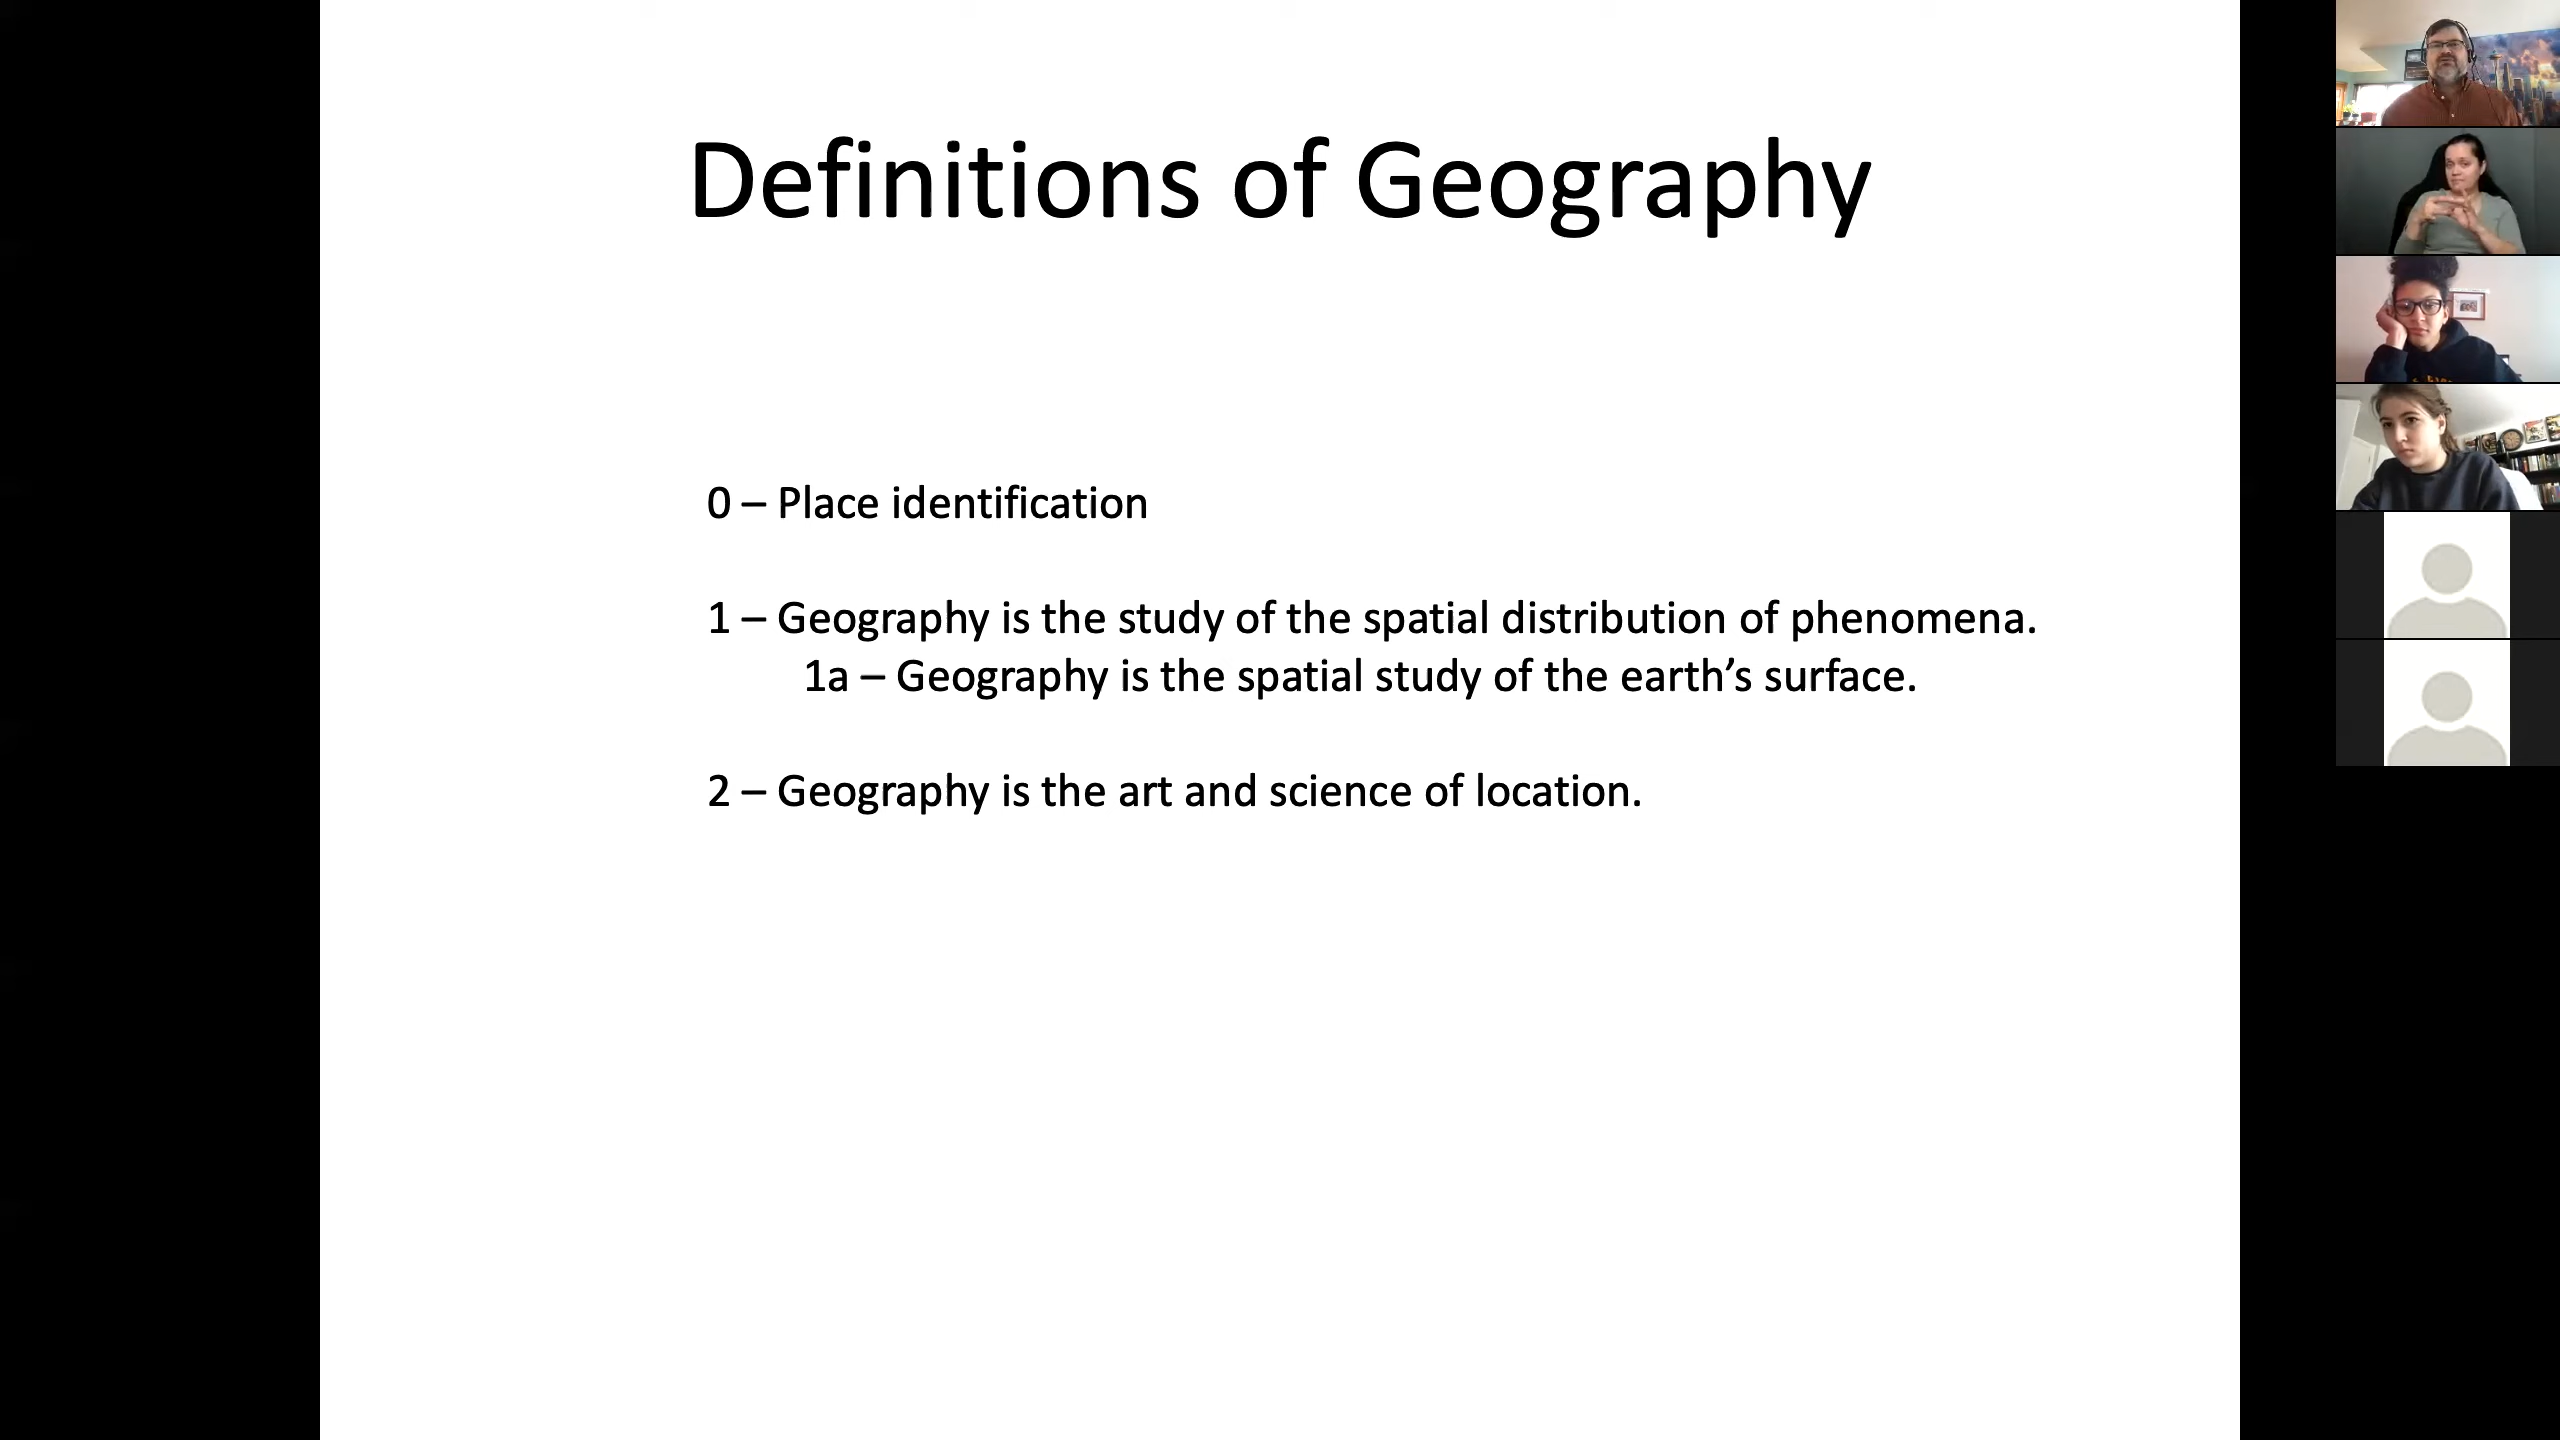 Definitions of Geography
0 – Place identification
1 – Geography is the study of the spatial distribution of phenomena.
1a – Geography is the spatial study of the earth’s surface.
2 – Geography is the art and science of location.